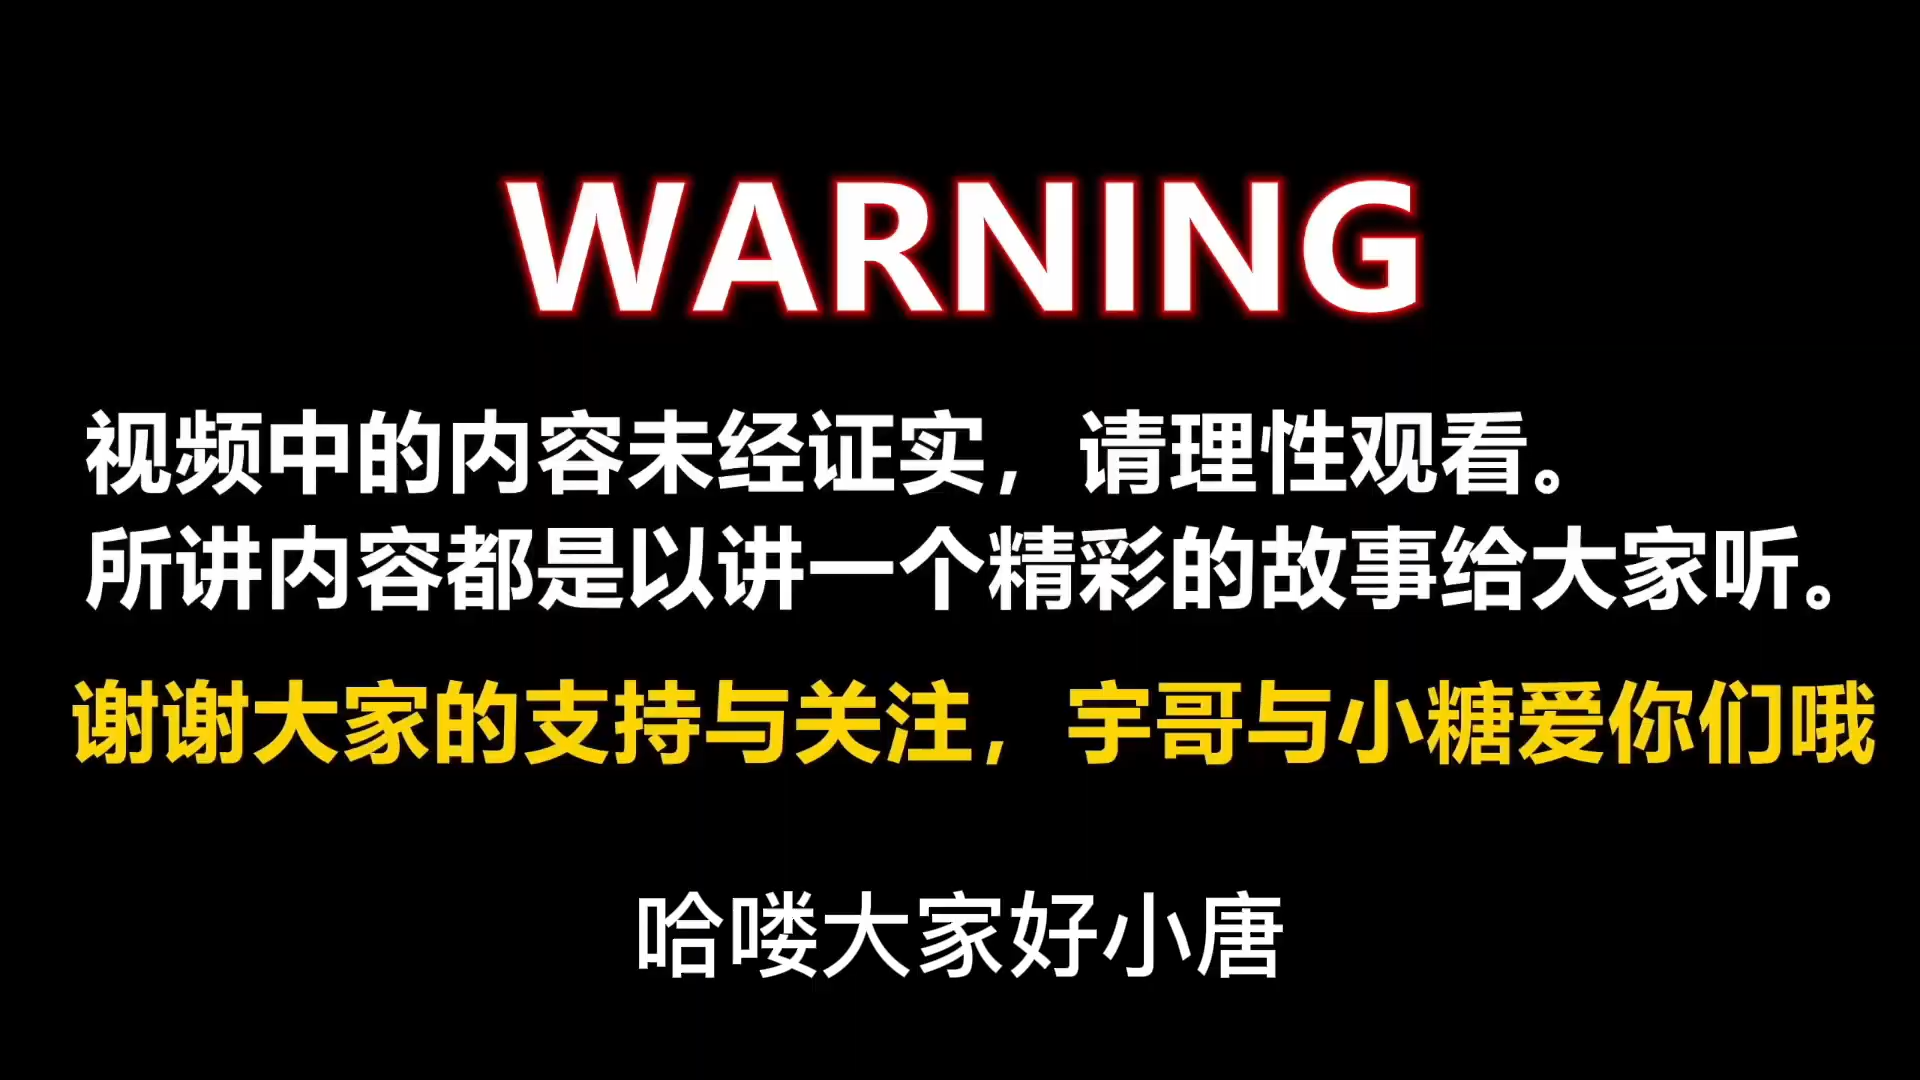 WARNING
视频中的内容未经证实，请理性观看。
所讲内容都是以讲一个精彩的故事给大家听。
谢谢大家的支持与关注，宇哥与小糖爱你们哦
哈喽大家好小唐